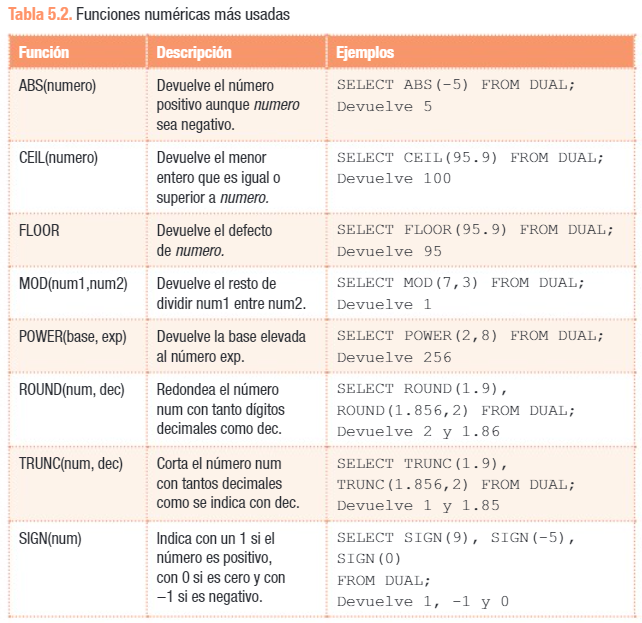 Tabla 5.2. Funciones numéricas más usadas
Función Descripción Ejemplos
ABS(numero)
Devuelve el número
positivo aunque numero
sea negativo.
SELECT ABS(-5) FROM DUAL;
Devuelve 5
CEIL(numero)
Devuelve el menor
entero que es igual o
superior a numero.
SELECT CEIL(95.9) FROM DUAL;
Devuelve 100
FLOOR
Devuelve el defecto
de numero.
SELECT FLOOR(95.9) FROM DUAL;
Devuelve 95
MOD(num1,num2)
Devuelve el resto de
dividir num1 entre num2.
SELECT MOD(7,3) FROM DUAL;
Devuelve 1
POWER(base, exp)
Devuelve la base elevada
al número exp.
SELECT POWER(2,8) FROM DUAL;
Devuelve 256
ROUND(num, dec)
Redondea el número
num con tanto dígitos
decimales como dec.
SELECT ROUND(1.9),
ROUND(1.856,2) FROM DUAL;
Devuelve 2 y 1.86
TRUNC(num, dec)
Corta el número num
con tantos decimales
como se indica con dec.
SELECT TRUNC(1.9),
TRUNC(1.856,2) FROM DUAL;
Devuelve 1 y 1.85
SIGN(num)
Indica con un 1 si el
número es positivo,
con 0 si es cero y con
−1 si es negativo.
SELECT SIGN(9), SIGN(-5),
SIGN(0)
FROM DUAL;
Devuelve 1, -1 y 0